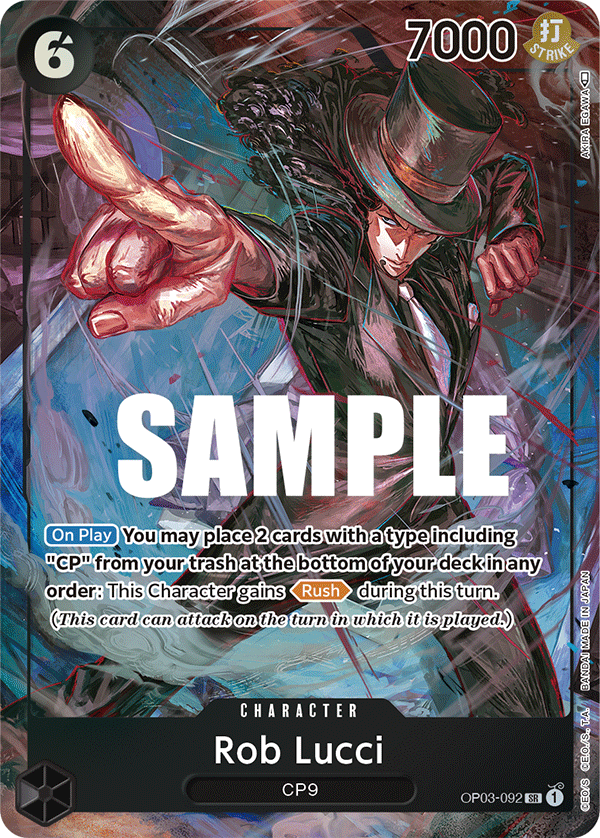 6
7000
打
STRIKE
AKIRA EGAWA
SAMPLE
On Play You may place 2 cards with a type including
"CP" from your trash at the bottom of your deck in any
order: This Character gains Rush during this turn.
(This card can attack on the turn in which it is played.)
CHARACTER
Rob Lucci
CP9
OP03-092 SR 1
©EO/S ©E.O./S., T.A. BANDAI MADE IN JAPAN